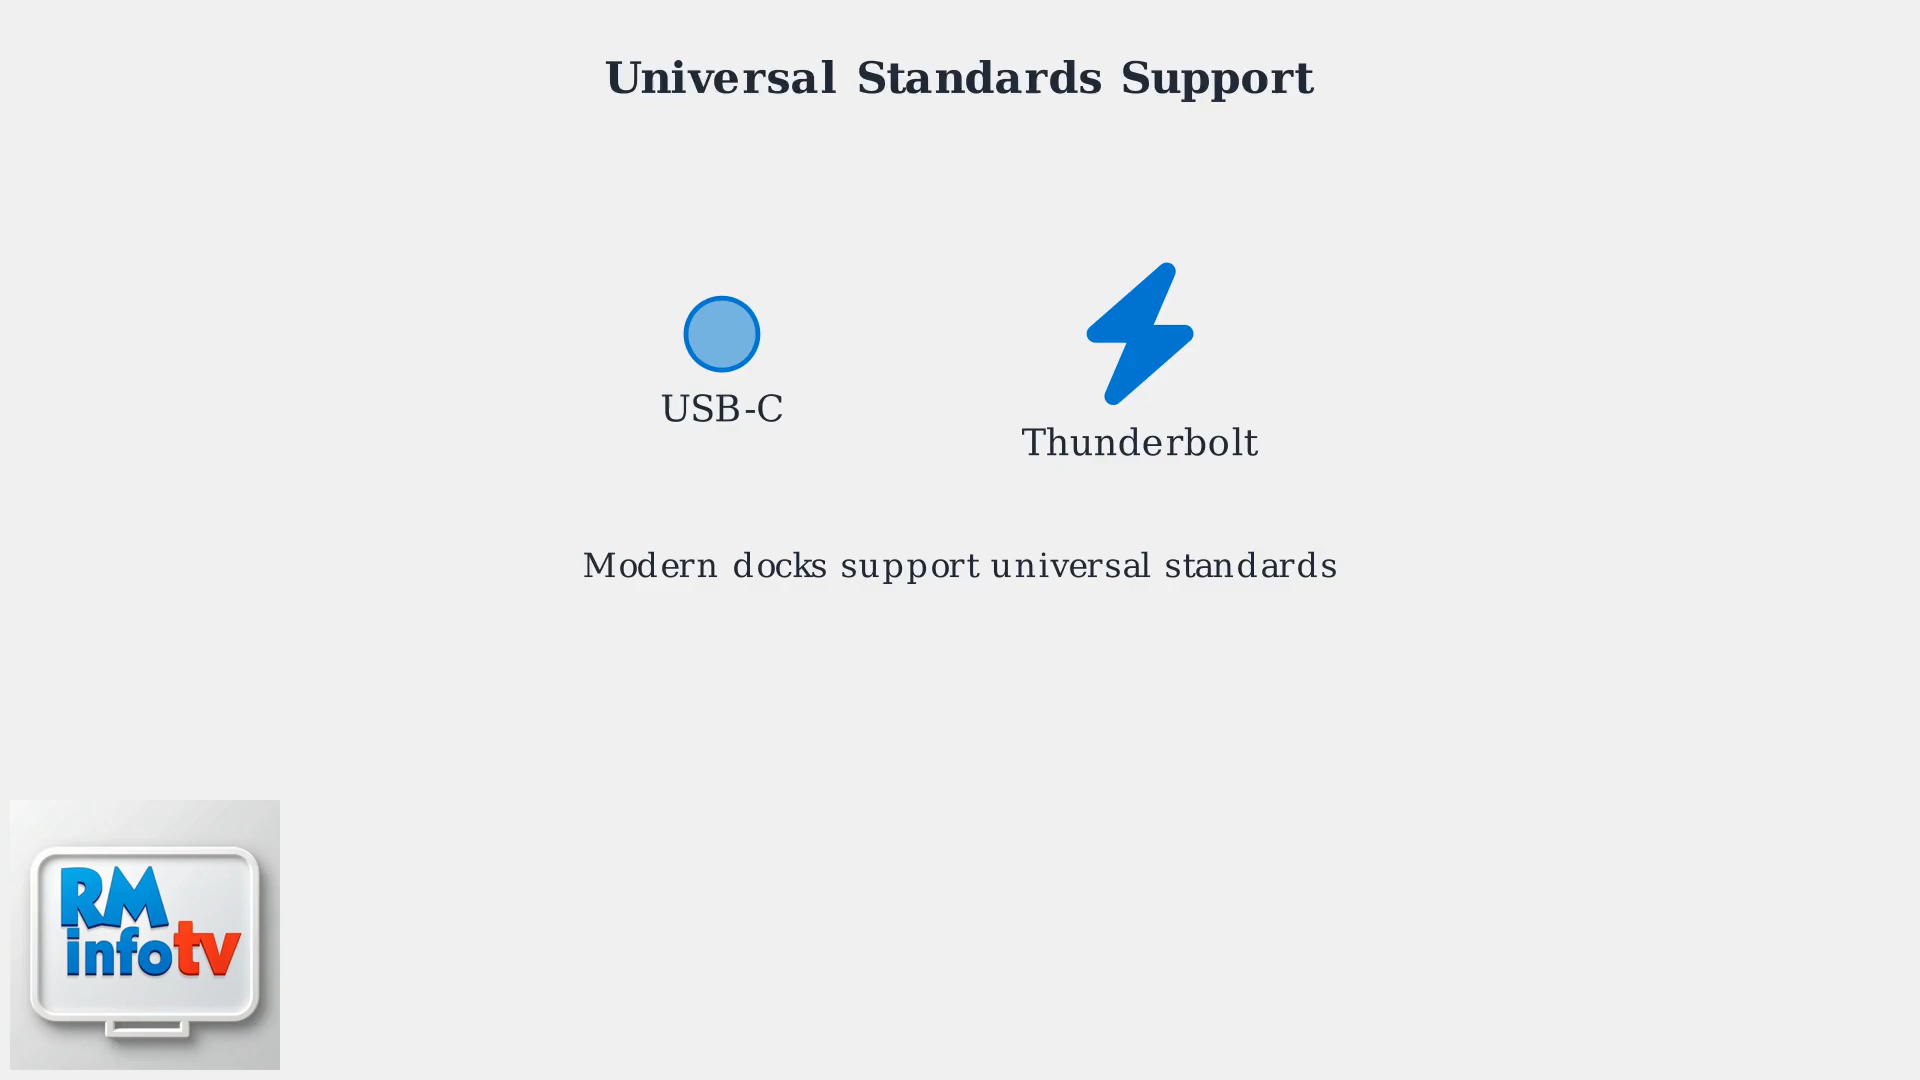 Universal Standards Support
USB-C
Thunderbolt
Modern docks support universal standards
RM
infotv